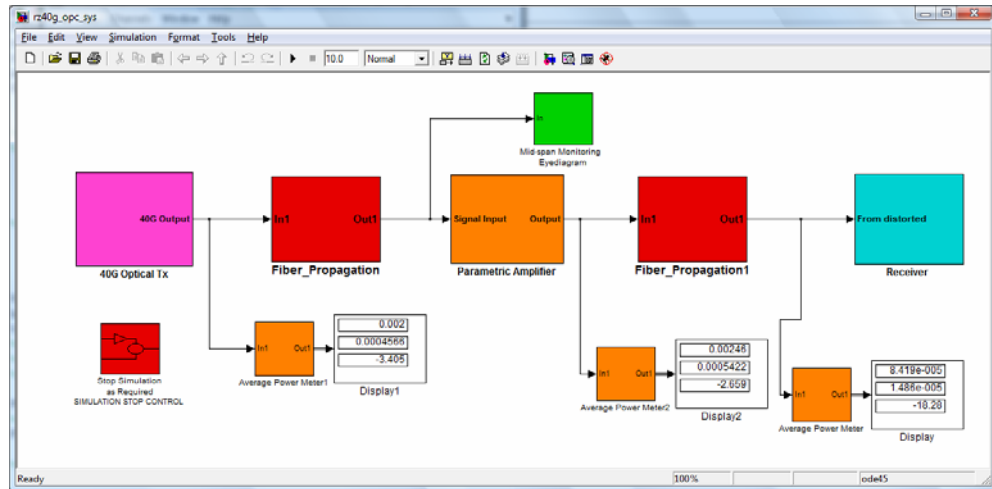 rz40g_opc_sys
File Edit View Simulation Format Tools Help
10.0 Normal
In
Mid-span Monitoring
Eyediagram
40G Output
40G Optical Tx
In1 Out1
Fiber_Propagation
Signal Input Output
Parametric Amplifier
In1 Out1
Fiber_Propagation1
From distorted
Receiver
Stop Simulation
as Required
SIMULATION STOP CONTROL
In1 Out1
Average Power Meter1
0.002
0.0004566
-3.405
Display1
In1 Out1
Average Power Meter2
0.00246
0.0005422
-2.659
Display2
In1 Out1
Average Power Meter
8.419e-005
1.486e-005
-18.28
Display
Ready 100% ode45